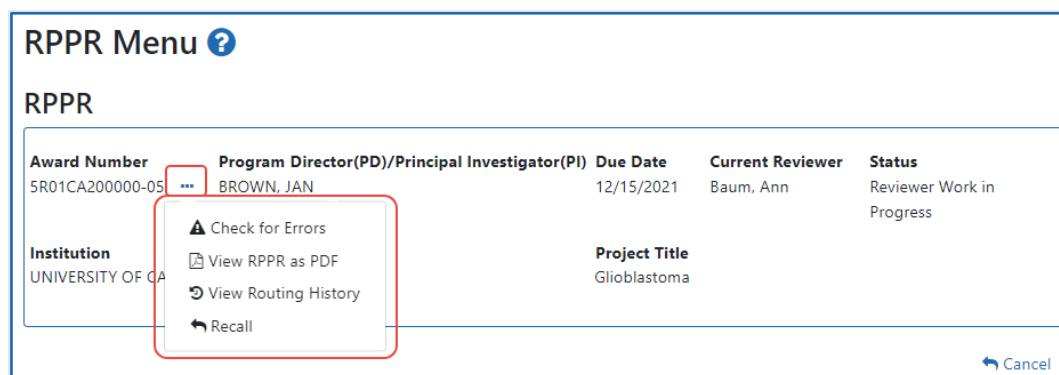 RPPR Menu ?
RPPR
Award Number Program Director(PD)/Principal Investigator(PI) Due Date Current Reviewer Status
5R01CA200000-05 ... BROWN, JAN 12/15/2021 Baum, Ann Reviewer Work in
Progress
Check for Errors
Institution Project Title
View RPPR as PDF
UNIVERSITY OF CA Glioblastoma
View Routing History
Recall
Cancel